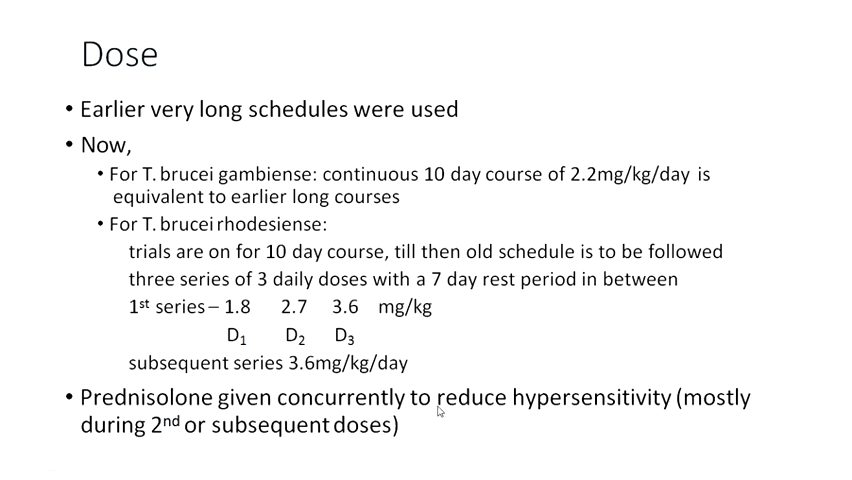 Dose
• Earlier very long schedules were used
• Now,
• For T. brucei gambiense: continuous 10 day course of 2.2mg/kg/day is
equivalent to earlier long courses
• For T. brucei rhodesiense:
trials are on for 10 day course, till then old schedule is to be followed
three series of 3 daily doses with a 7 day rest period in between
1st series – 1.8 2.7 3.6 mg/kg
D1 D2 D3
subsequent series 3.6mg/kg/day
• Prednisolone given concurrently to reduce hypersensitivity (mostly
during 2nd or subsequent doses)